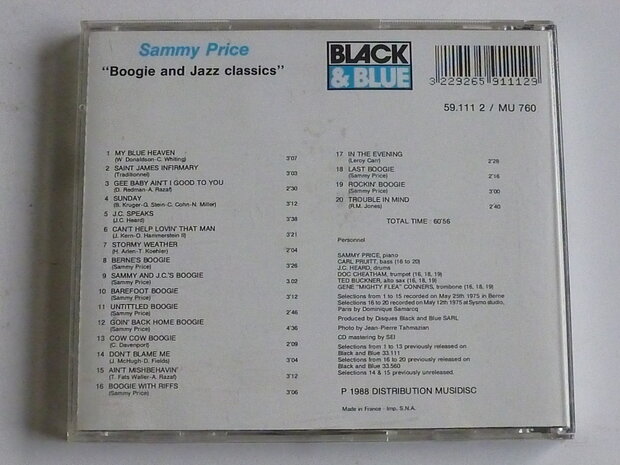 Sammy Price
"Boogie and Jazz classics"
BLACK
& BLUE
3 229265 911129
59.111 2 / MU 760
1 MY BLUE HEAVEN
(W. Donaldson-C. Whiting) 3'07
2 SAINT JAMES INFIRMARY
(Traditionnel) 3'03
3 GEE BABY AIN'T I GOOD TO YOU
(D. Redman-A. Razaf) 2'30
4 SUNDAY
(B. Kruger-G. Stein-C. Cohn-N. Miller) 3'12
5 J.C. SPEAKS
(J.C. Heard) 3'38
6 CAN'T HELP LOVIN' THAT MAN
(J. Kern-O. Hammerstein II) 3'21
7 STORMY WEATHER
(H. Arlen-T. Koehler) 2'04
8 BERNE'S BOOGIE
(Sammy Price) 3'26
9 SAMMY AND J.C.'S BOOGIE
(Sammy Price) 3.02
10 BAREFOOT BOOGIE
(Sammy Price) 3'12
11 UNTITTLED BOOGIE
(Sammy Price) 2'46
12 GOIN' BACK HOME BOOGIE
(Sammy Price) 4'36
13 COW COW BOOGIE
(C. Davenport) 2'09
14 DON'T BLAME ME
(J. McHugh-D. Fields) 3'04
15 AIN'T MISHBEHAVIN'
(T. Fats Waller-A. Razaf) 3'12
16 BOOGIE WITH RIFFS
(Sammy Price) 3'06
17 IN THE EVENING
(Leroy Carr) 2'28
18 LAST BOOGIE
(Sammy Price) 2'16
19 ROCKIN' BOOGIE
(Sammy Price) 3'00
20 TROUBLE IN MIND
(R.M. Jones) 2'40
TOTAL TIME : 60'56
Personnel
SAMMY PRICE, piano
CARL PRUITT, bass (16 to 20)
J.C. HEARD, drums
DOC CHEATHAM, trumpet (16, 18, 19)
TED BUCKNER, alto sax (16, 18, 19)
GENE "MIGHTY FLEA" CONNERS, trombone (16, 18, 19)
Selections from 1 to 15 recorded on May 25th 1975 in Berne
Selections 16 to 20 recorded on May 12th 1975 at Sysmo studio,
Paris by Dominique Samarcq
Produced by Disques Black and Blue SARL
Photo by Jean-Pierre Tahmazian
CD mastering by SEI
Selections from 1 to 13 previously released on
Black and Blue 33.111
Selections from 16 to 20 previously released on
Black and Blue 33.560
Selections 14 & 15 previously unreleased.
P 1988 DISTRIBUTION MUSIDISC
Made in France - Imp. S.N.A.